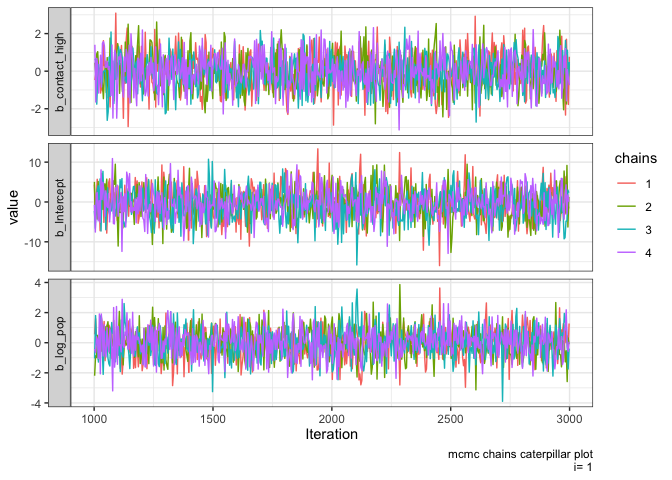 b_contact_high
2
0
-2
b_Intercept
10
0
-10
b_log_pop
4
2
0
-2
-4
value
1000
1500
2000
2500
3000
Iteration
chains
1
2
3
4
mcmc chains caterpillar plot
i= 1